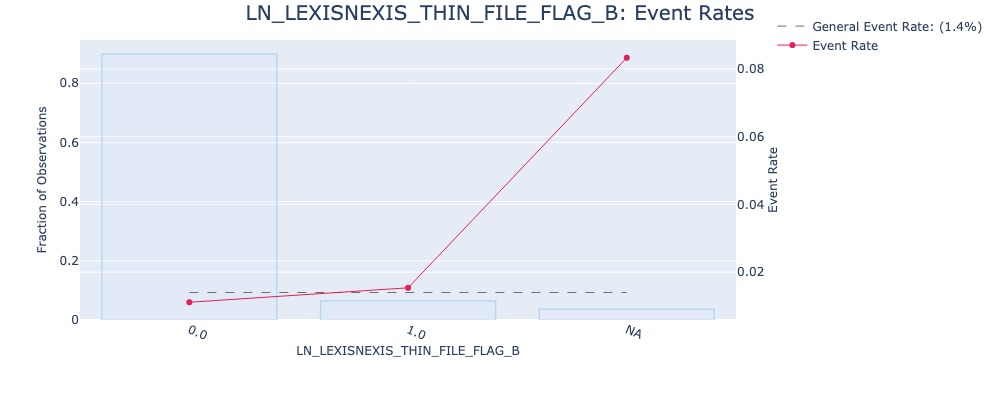 LN_LEXISNEXIS_THIN_FILE_FLAG_B: Event Rates
General Event Rate: (1.4%)
Event Rate
Fraction of Observations
0.8
0.6
0.4
0.2
0
0.08
0.06
0.04
0.02
Event Rate
0.0
1.0
NA
LN_LEXISNEXIS_THIN_FILE_FLAG_B